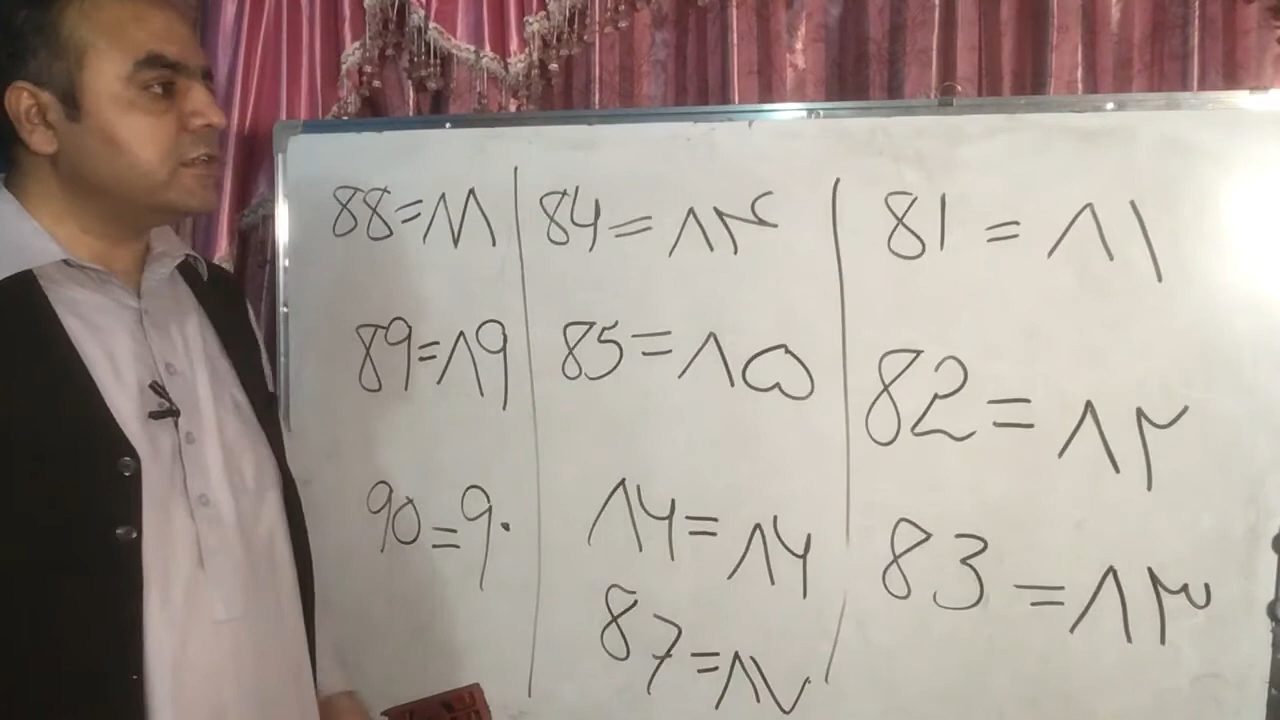 81 = ۸۱
82 = ۸۲
83 = ۸۳
84 = ۸۴
85 = ۸۵
۸۶ = ۸۶
87 = ۸۷
88 = ۸۸
89 = ۸۹
90 = ۹۰